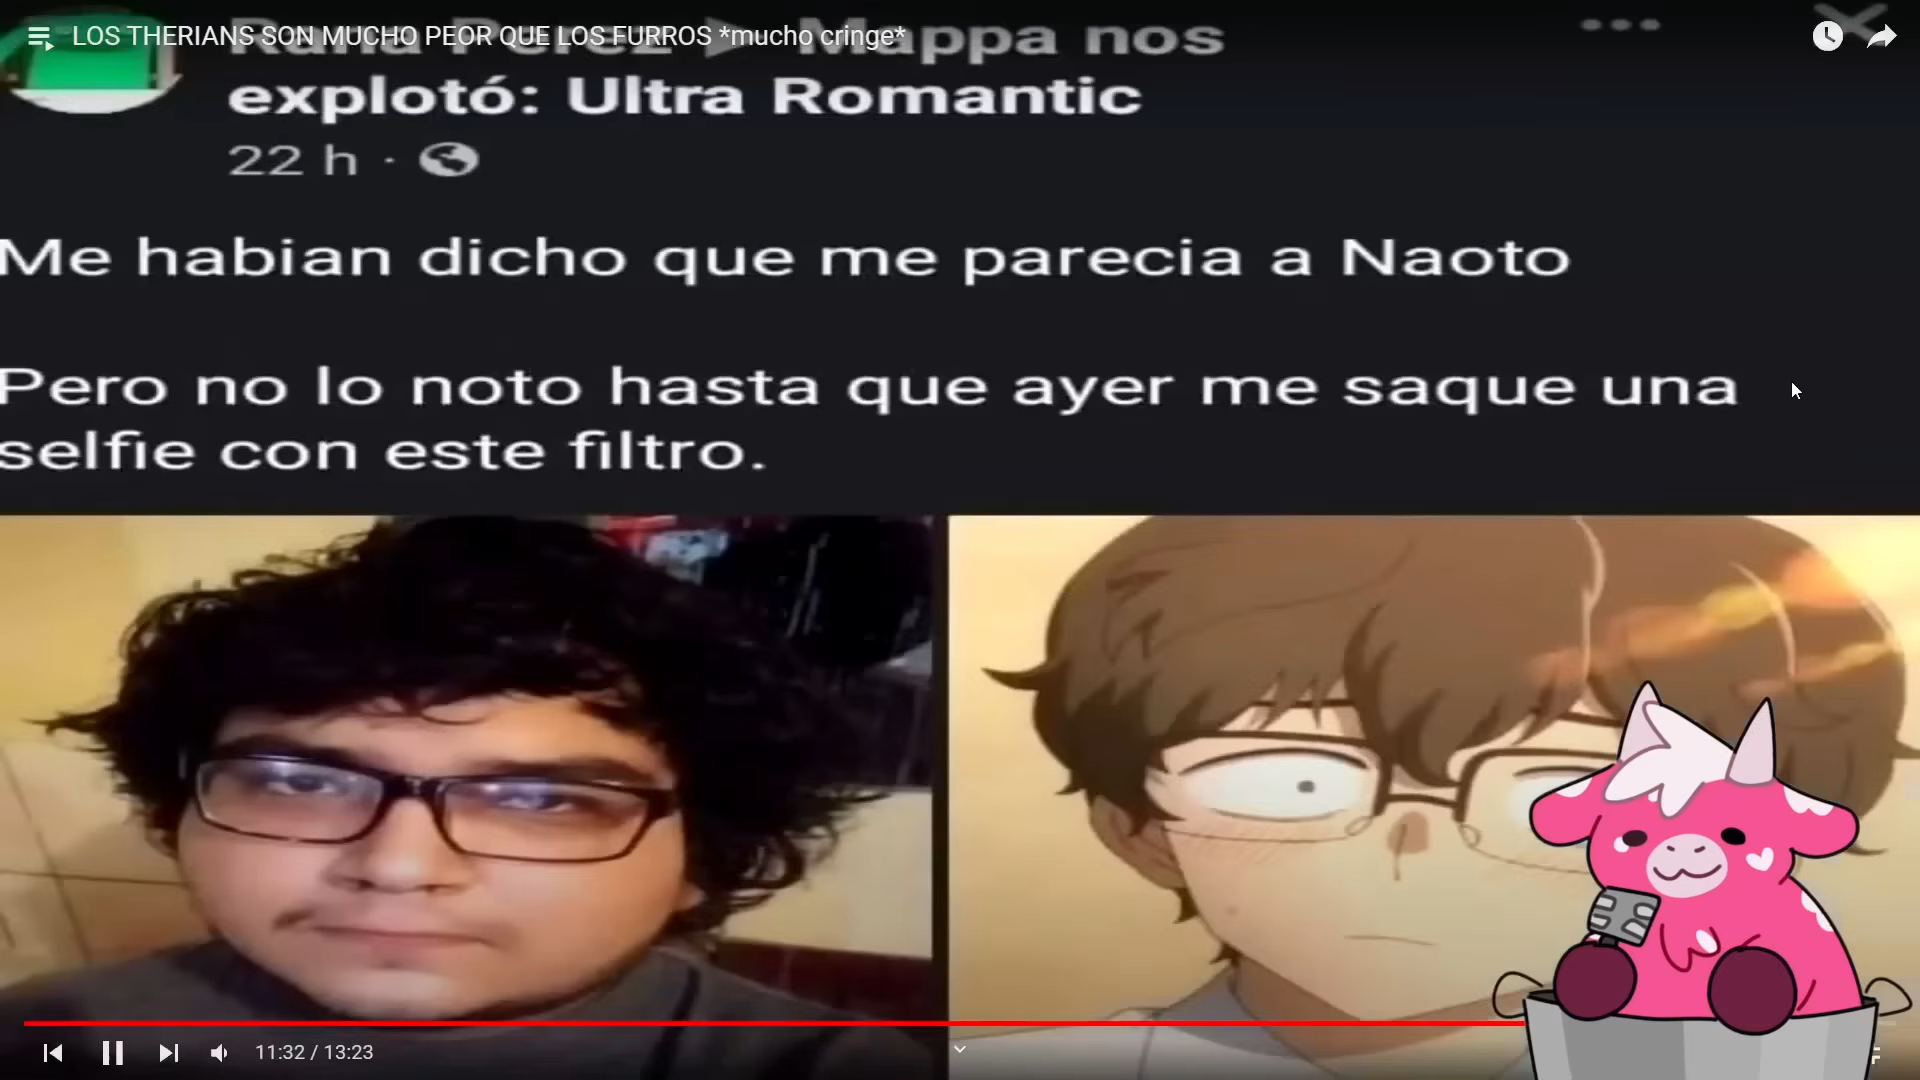 LOS THERIANS SON MUCHO PEOR QUE LOS FURROS *mucho cringe*
Mappa nos
explotó: Ultra Romantic
22 h ·
Me habian dicho que me parecia a Naoto
Pero no lo noto hasta que ayer me saque una
selfie con este filtro.
11:32 / 13:23